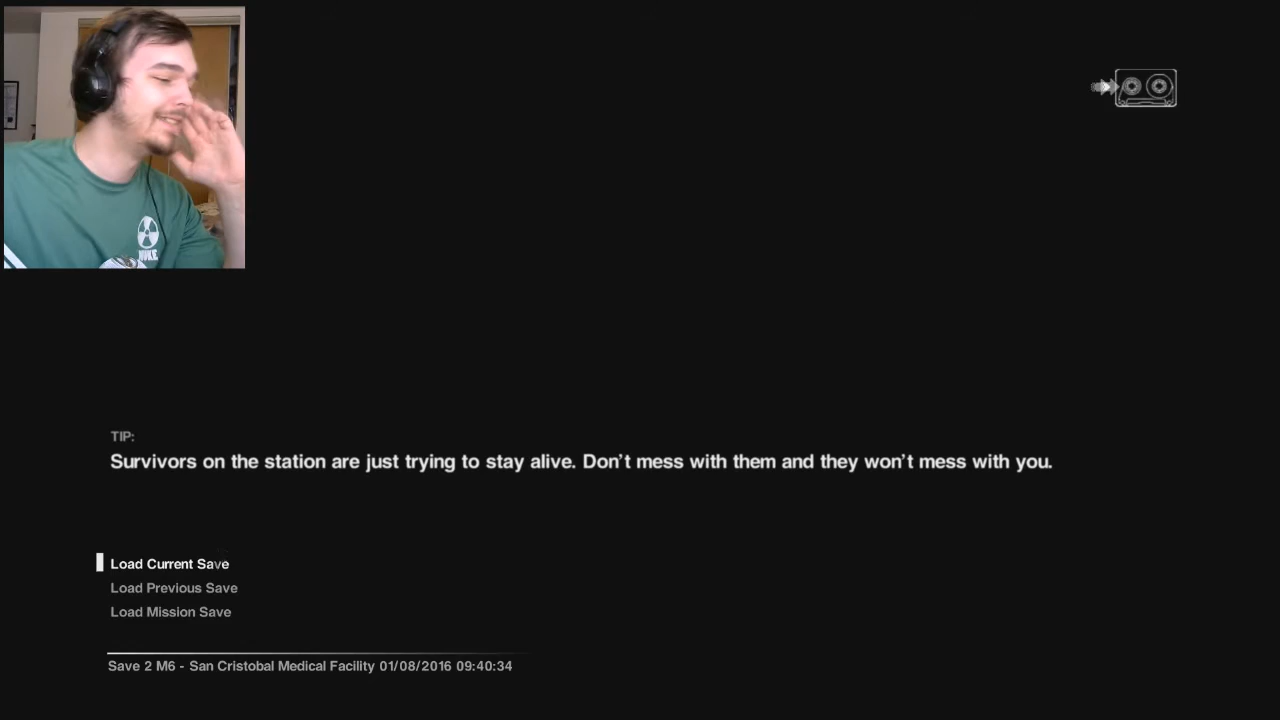 NUKE
TIP:
Survivors on the station are just trying to stay alive. Don't mess with them and they won't mess with you.
Load Current Save
Load Previous Save
Load Mission Save
Save 2 M6 - San Cristobal Medical Facility 01/08/2016 09:40:34